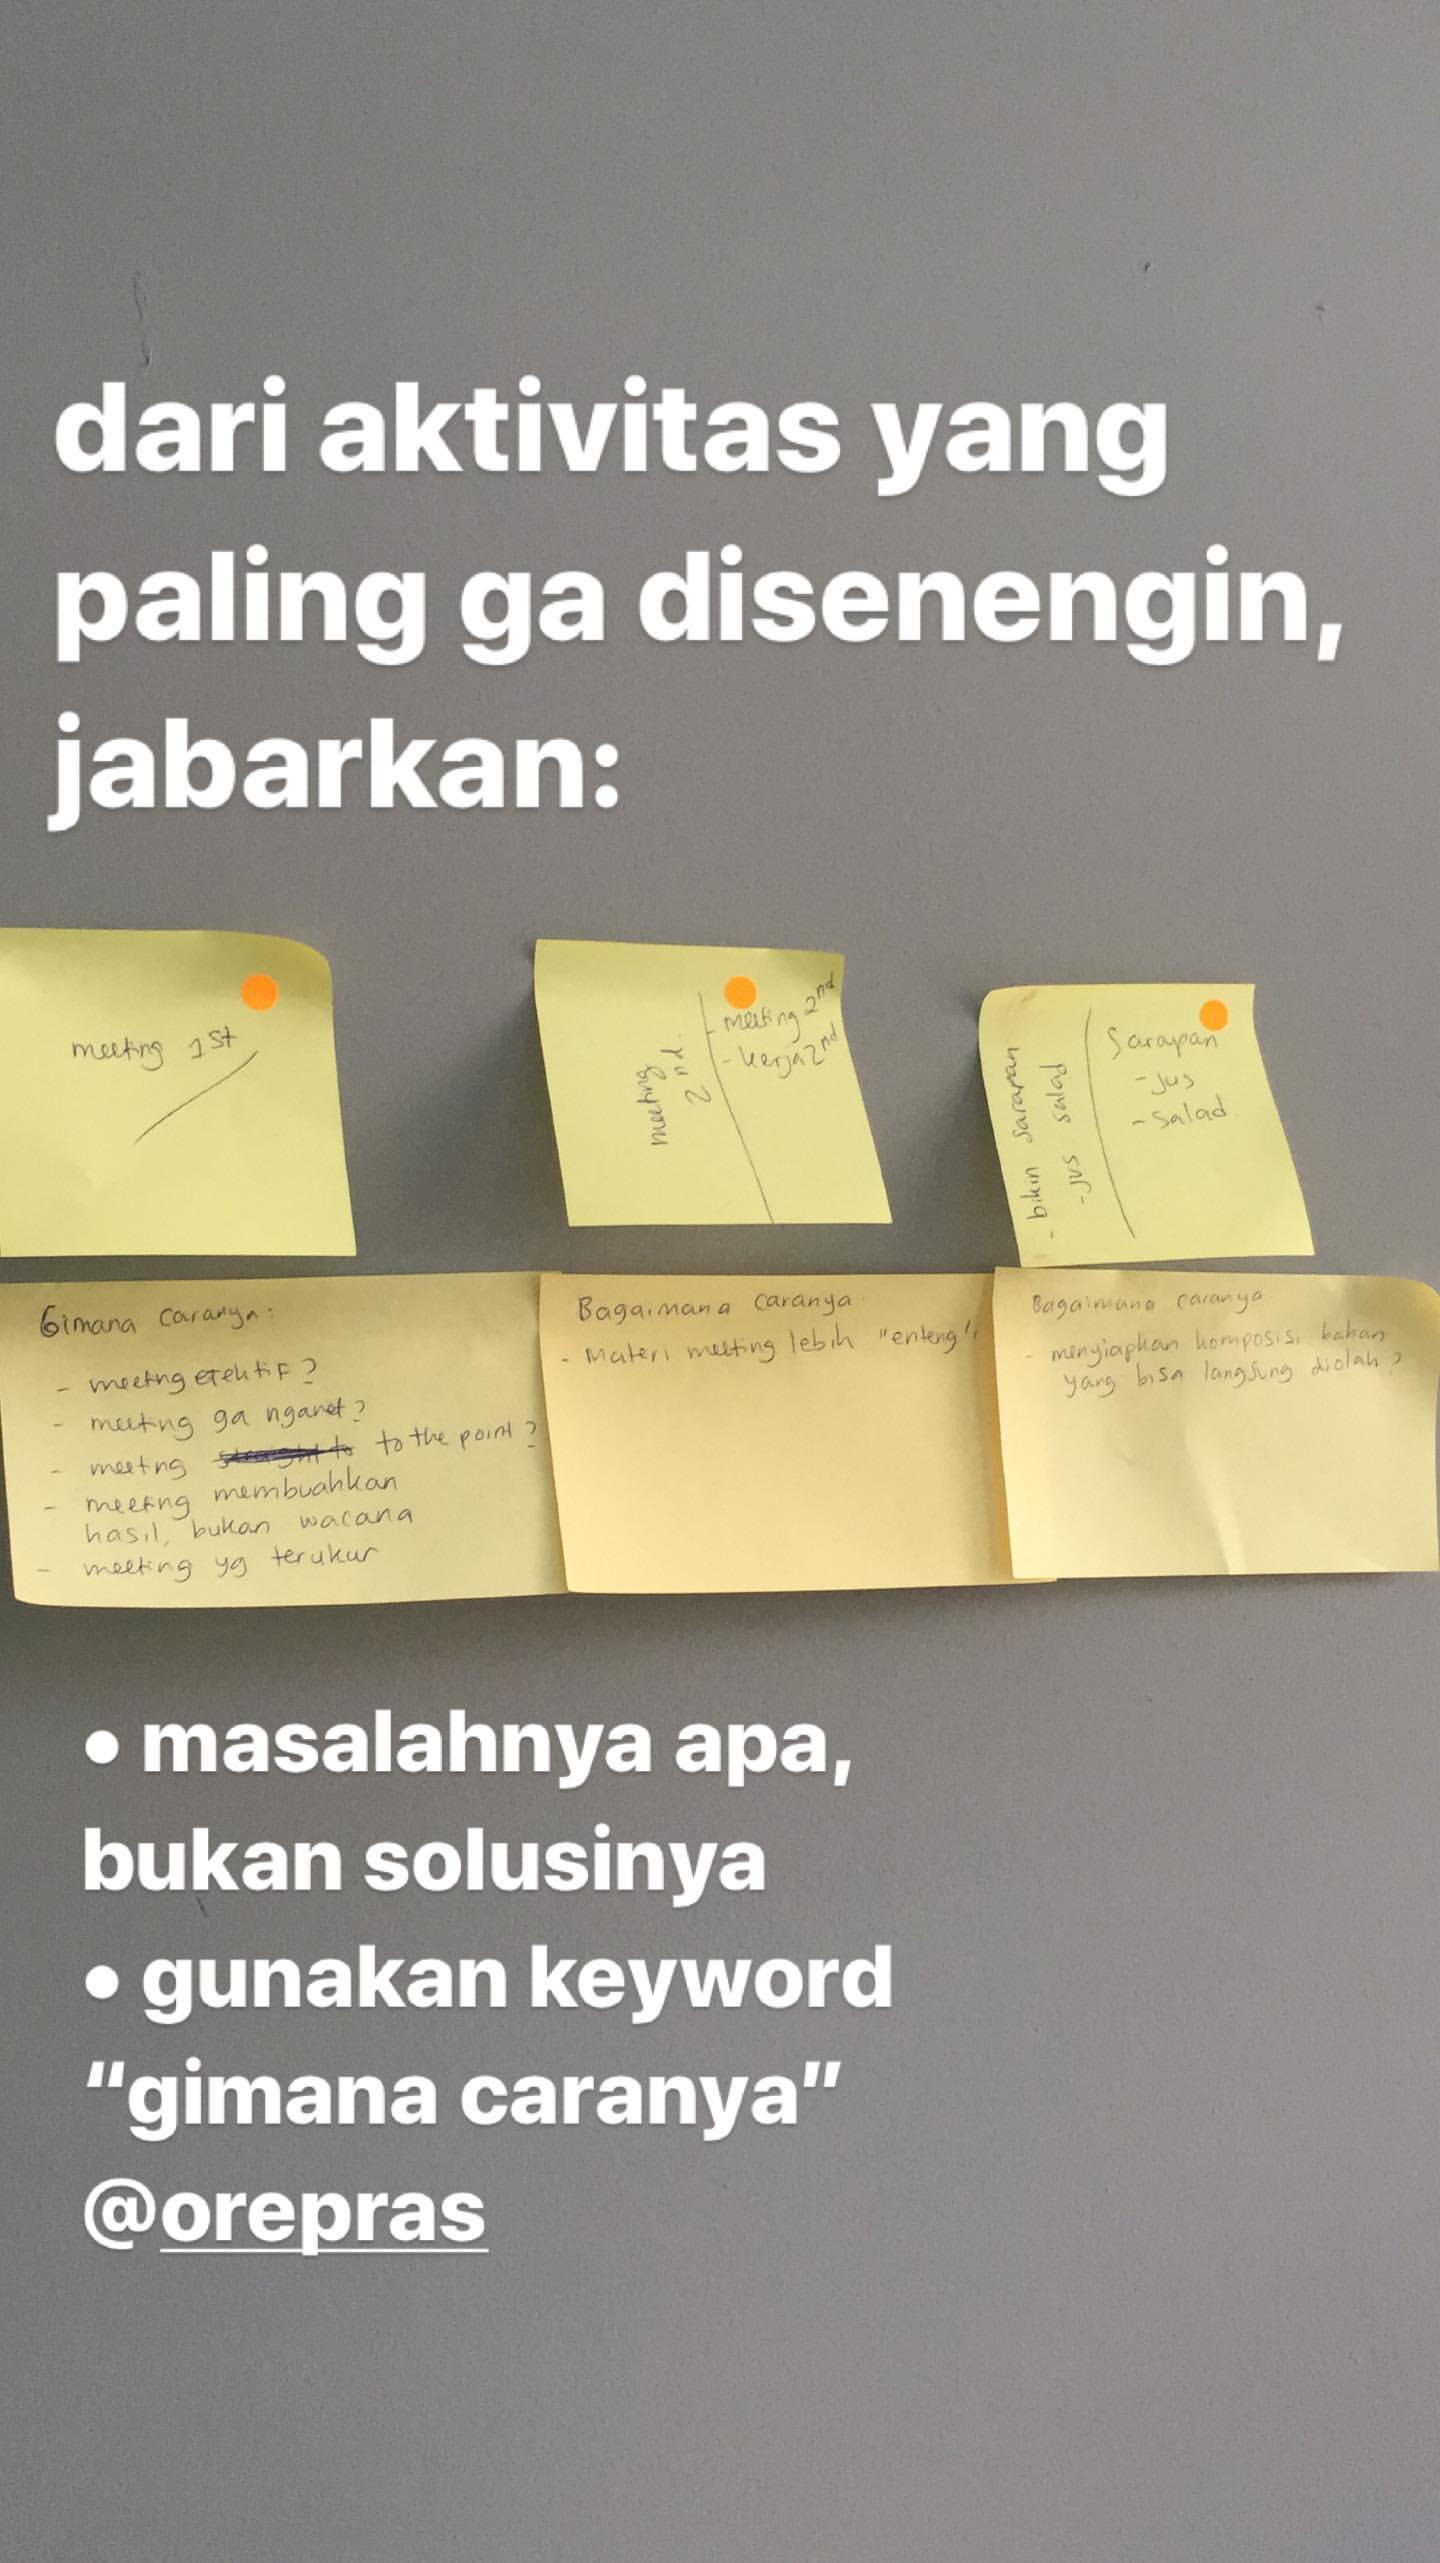 dari aktivitas yang
paling ga disenengin,
jabarkan:
meeting 1st
meeting
2nd.
- meeting 2nd
- kerja 2nd
- bikin sarapan
- jus salad
Sarapan
- jus
- salad
Gimana caranya:
- meeting efektif?
- meeting ga nganet?
- meeting straight to to the point?
- meeting membuahkan
hasil, bukan wacana
- meeting yg terukur
Bagaimana caranya
- Materi meeting lebih "enteng"
Bagaimana caranya
- menyiapkan komposisi bahan
yang bisa langsung diolah?
• masalahnya apa,
bukan solusinya
• gunakan keyword
“gimana caranya”
@orepras